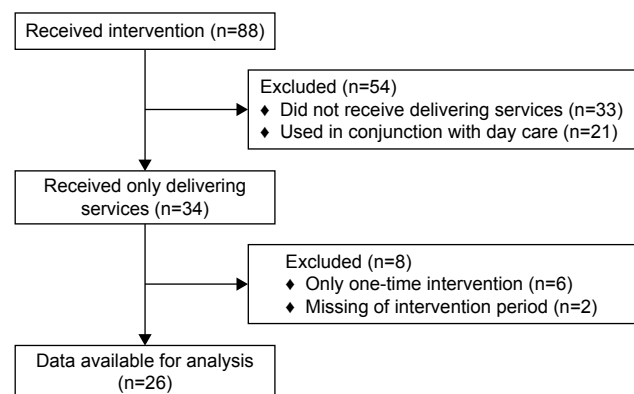 Received intervention (n=88)
Excluded (n=54)
♦ Did not receive delivering services (n=33)
♦ Used in conjunction with day care (n=21)
Received only delivering
services (n=34)
Excluded (n=8)
♦ Only one-time intervention (n=6)
♦ Missing of intervention period (n=2)
Data available for analysis
(n=26)